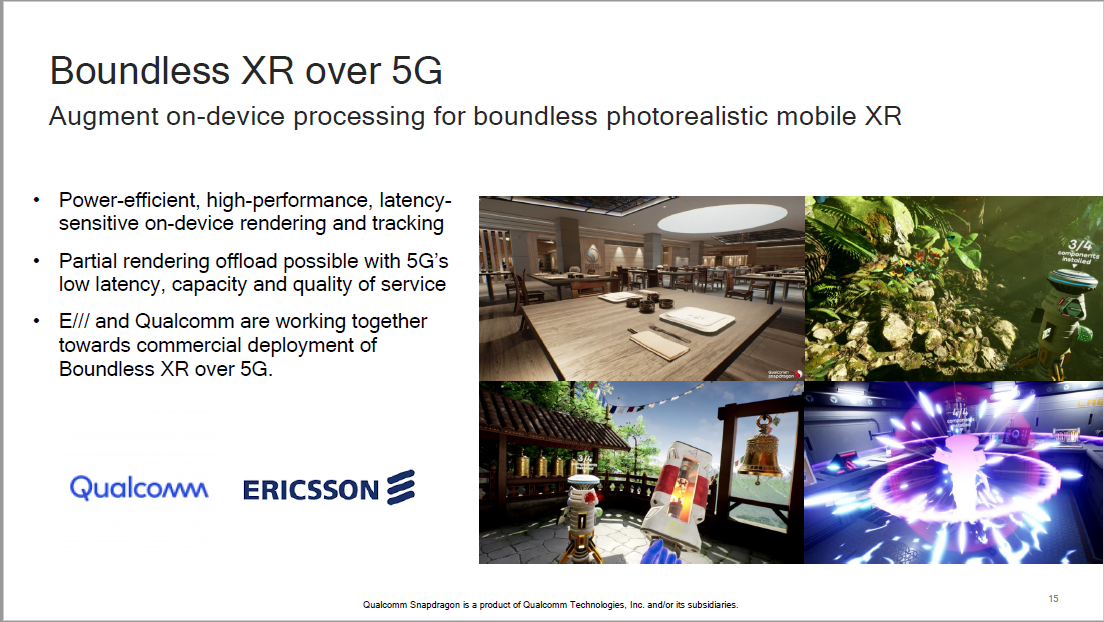 Boundless XR over 5G
Augment on-device processing for boundless photorealistic mobile XR
• Power-efficient, high-performance, latency-
sensitive on-device rendering and tracking
• Partial rendering offload possible with 5G’s
low latency, capacity and quality of service
• E/// and Qualcomm are working together
towards commercial deployment of
Boundless XR over 5G.
Qualcomm
ERICSSON
Qualcomm
snapdragon
3/4
components
installed
3/4
4/4
Qualcomm Snapdragon is a product of Qualcomm Technologies, Inc. and/or its subsidiaries.
15